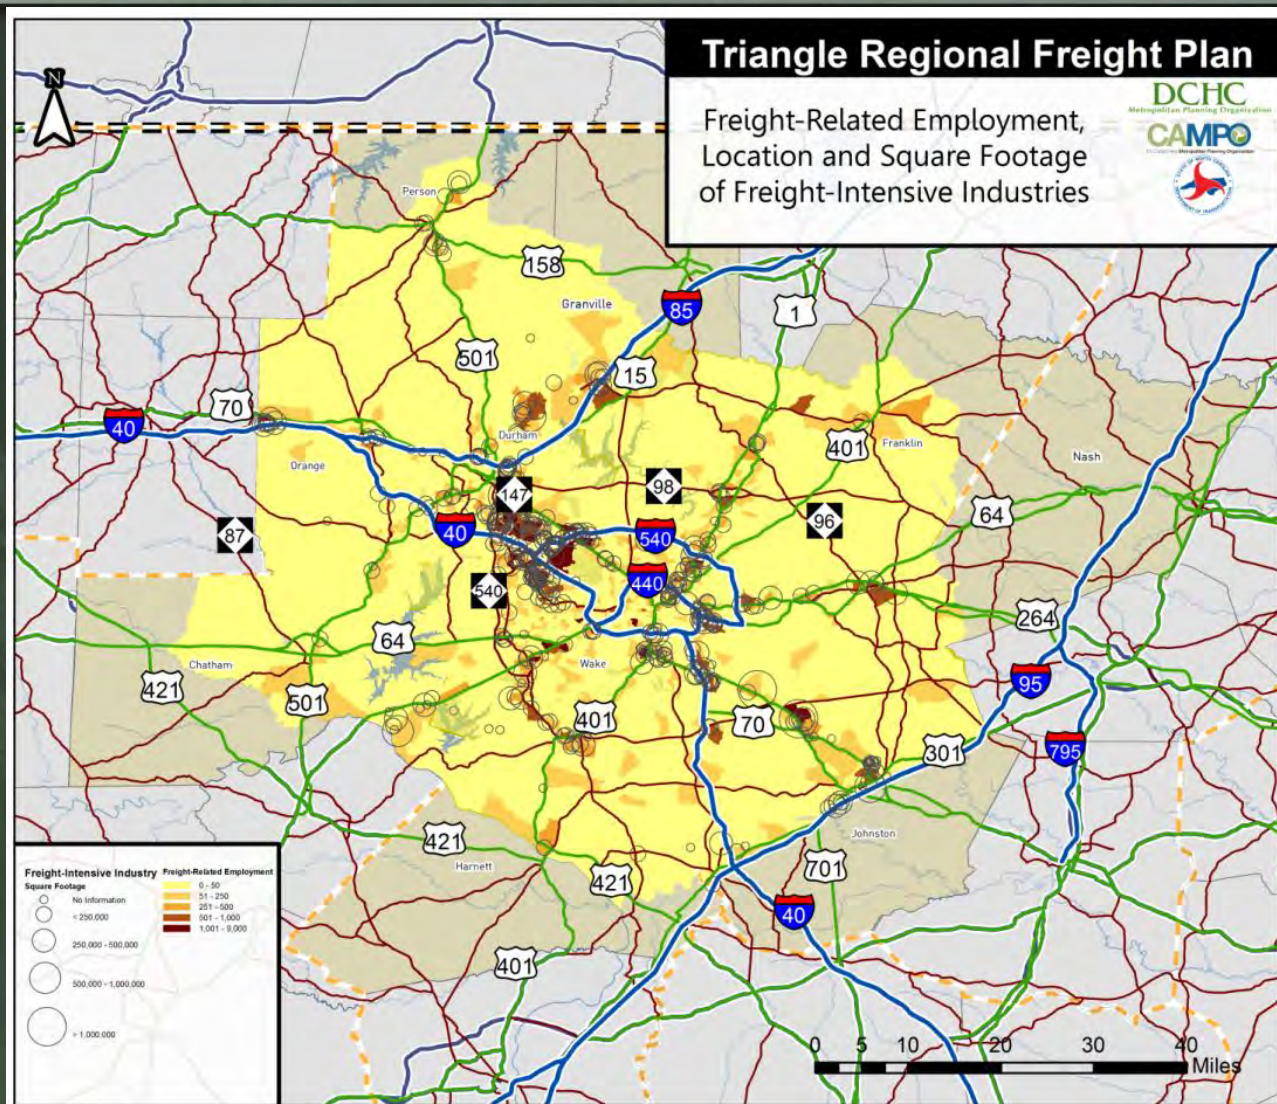 Triangle Regional Freight Plan
Freight-Related Employment,
Location and Square Footage
of Freight-Intensive Industries
DCHC
Metropolitan Planning Organization
CAMPO
N
Person
158
Granville
85
1
501
15
70
40
Durham
401
Franklin
Orange
Nash
147
98
64
87
40
540
96
540
440
264
64
Chatham
Wake
421
501
401
70
95
301
795
Johnston
421
Harnett
421
701
40
401
Freight-Intensive Industry
Square Footage
No Information
< 250,000
250,000 - 500,000
500,000 - 1,000,000
> 1,000,000
Freight-Related Employment
0 - 50
51 - 250
251 - 500
501 - 1,000
1,001 - 9,000
0 5 10 20 30 40
Miles